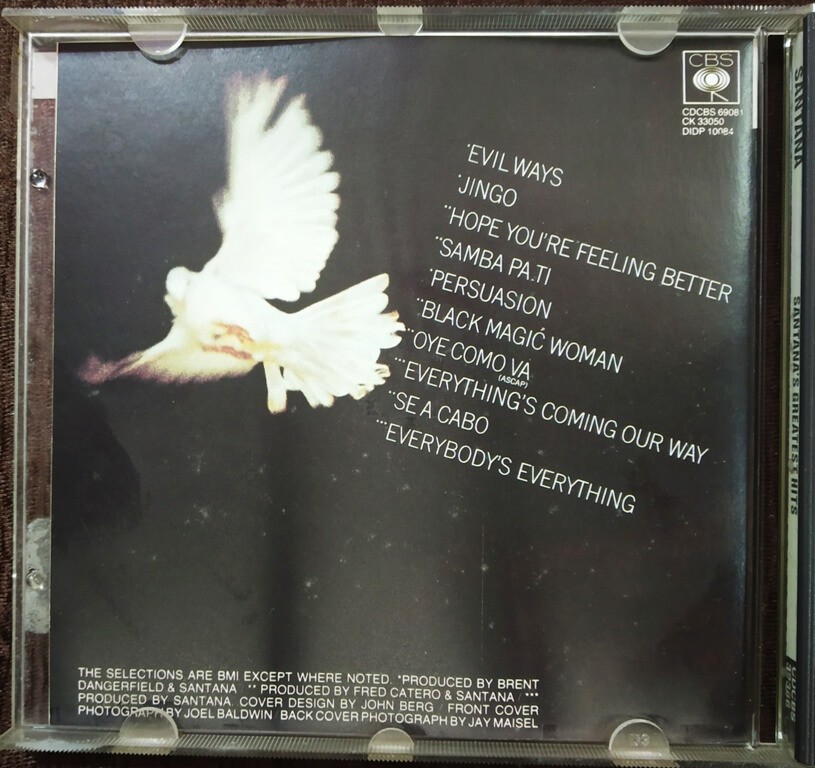 CBS
CDCBS 69081
CK 33050
DIDP 10084
*EVIL WAYS
*JINGO
**HOPE YOU'RE FEELING BETTER
**SAMBA PA.TI
*PERSUASION
**BLACK MAGIC WOMAN
**OYE COMO VA
(ASCAP)
***EVERYTHING'S COMING OUR WAY
**SE A CABO
***EVERYBODY'S EVERYTHING
THE SELECTIONS ARE BMI EXCEPT WHERE NOTED. *PRODUCED BY BRENT
DANGERFIELD & SANTANA ** PRODUCED BY FRED CATERO & SANTANA / ***
PRODUCED BY SANTANA. COVER DESIGN BY JOHN BERG / FRONT COVER
PHOTOGRAPH BY JOEL BALDWIN / BACK COVER PHOTOGRAPH BY JAY MAISEL
SANTANA
SANTANA'S GREATEST HITS